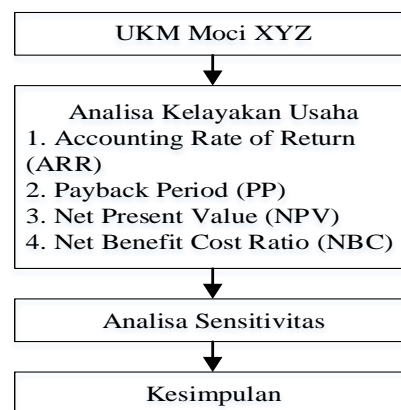 UKM Moci XYZ
Analisa Kelayakan Usaha
1. Accounting Rate of Return
(ARR)
2. Payback Period (PP)
3. Net Present Value (NPV)
4. Net Benefit Cost Ratio (NBC)
Analisa Sensitivitas
Kesimpulan